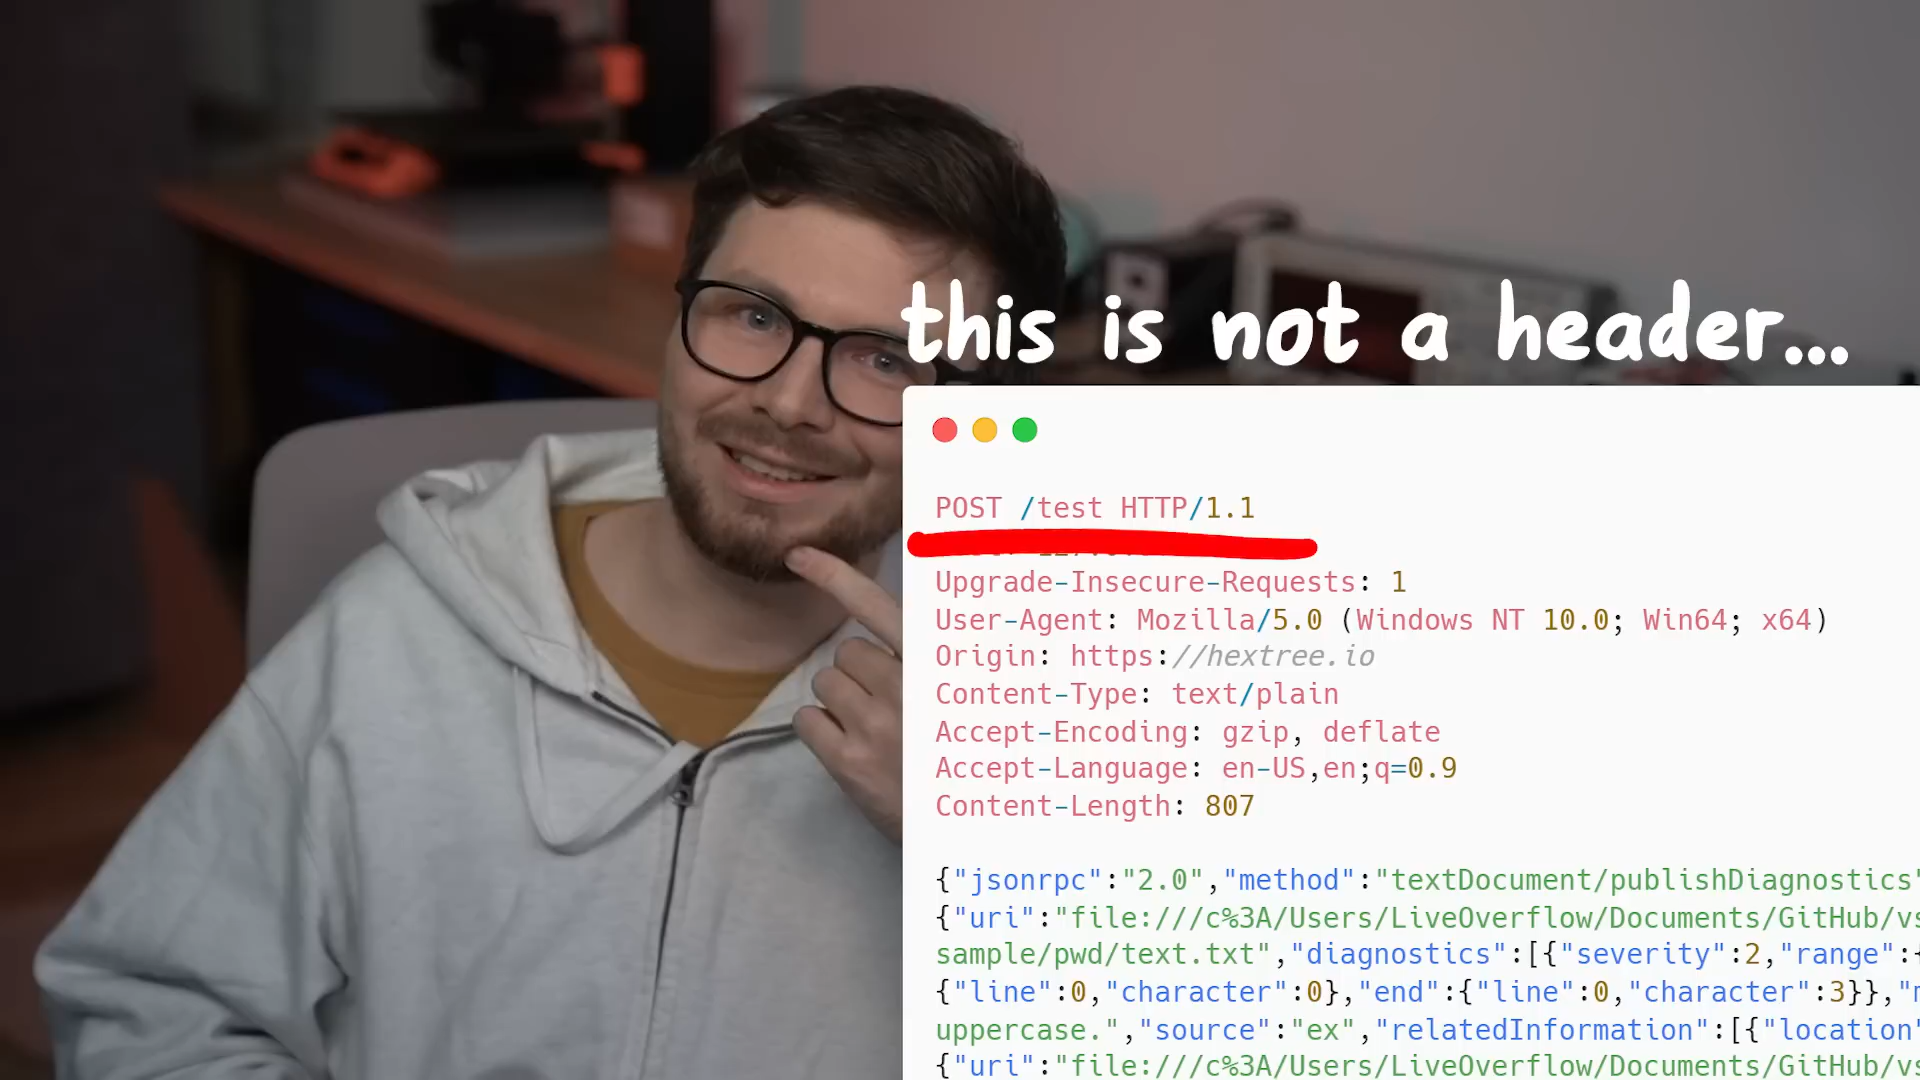 this is not a header...
POST /test HTTP/1.1
Upgrade-Insecure-Requests: 1
User-Agent: Mozilla/5.0 (Windows NT 10.0; Win64; x64)
Origin: https://hextree.io
Content-Type: text/plain
Accept-Encoding: gzip, deflate
Accept-Language: en-US,en;q=0.9
Content-Length: 807
{"jsonrpc":"2.0","method":"textDocument/publishDiagnostics"
{"uri":"file:///c%3A/Users/LiveOverflow/Documents/GitHub/vs
sample/pwd/text.txt","diagnostics":[{"severity":2,"range":{
{"line":0,"character":0},"end":{"line":0,"character":3}},"m
uppercase.","source":"ex","relatedInformation":[{"location"
{"uri":"file:///c%3A/Users/LiveOverflow/Documents/GitHub/vs